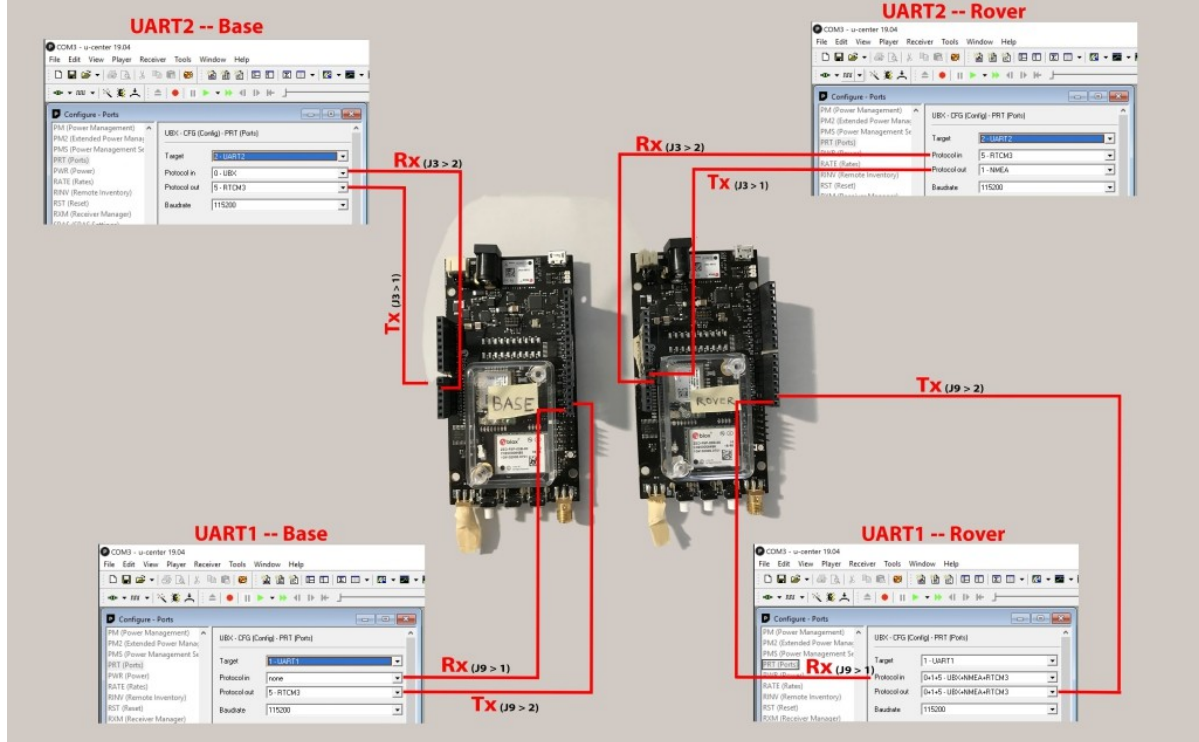 UART2 -- Base
COM3 - u-center 19.04
File Edit View Player Receiver Tools Window Help
Configure - Ports
PM (Power Management)
PM2 (Extended Power Manag
PMS (Power Management Se
PRT (Ports)
PWR (Power)
RATE (Rates)
RINV (Remote Inventory)
RST (Reset)
RXM (Receiver Manager)
UBX - CFG (Config) - PRT (Ports)
Target 2 - UART2
Protocol in 0 - UBX
Protocol out 5 - RTCM3
Baudrate 115200
Rx (J3 > 2)
Tx (J3 > 1)
UART2 -- Rover
COM3 - u-center 19.04
File Edit View Player Receiver Tools Window Help
Configure - Ports
PM (Power Management)
PM2 (Extended Power Manag
PMS (Power Management Se
PRT (Ports)
PWR (Power)
RATE (Rates)
RINV (Remote Inventory)
RST (Reset)
RXM (Receiver Manager)
UBX - CFG (Config) - PRT (Ports)
Target 2 - UART2
Protocol in 5 - RTCM3
Protocol out 1 - NMEA
Baudrate 115200
Rx (J3 > 2)
Tx (J3 > 1)
BASE
ROVER
Tx (J9 > 2)
UART1 -- Base
COM3 - u-center 19.04
File Edit View Player Receiver Tools Window Help
Configure - Ports
PM (Power Management)
PM2 (Extended Power Manag
PMS (Power Management Se
PRT (Ports)
PWR (Power)
RATE (Rates)
RINV (Remote Inventory)
RST (Reset)
RXM (Receiver Manager)
UBX - CFG (Config) - PRT (Ports)
Target 1 - UART1
Protocol in none
Protocol out 5 - RTCM3
Baudrate 115200
Rx (J9 > 1)
Tx (J9 > 2)
UART1 -- Rover
COM3 - u-center 19.04
File Edit View Player Receiver Tools Window Help
Configure - Ports
PM (Power Management)
PM2 (Extended Power Manag
PMS (Power Management Se
PRT (Ports)
PWR (Power)
RATE (Rates)
RINV (Remote Inventory)
RST (Reset)
RXM (Receiver Manager)
UBX - CFG (Config) - PRT (Ports)
Target 1 - UART1
Protocol in 0+1+5 - UBX+NMEA+RTCM3
Protocol out 0+1+5 - UBX+NMEA+RTCM3
Baudrate 115200
Rx (J9 > 1)